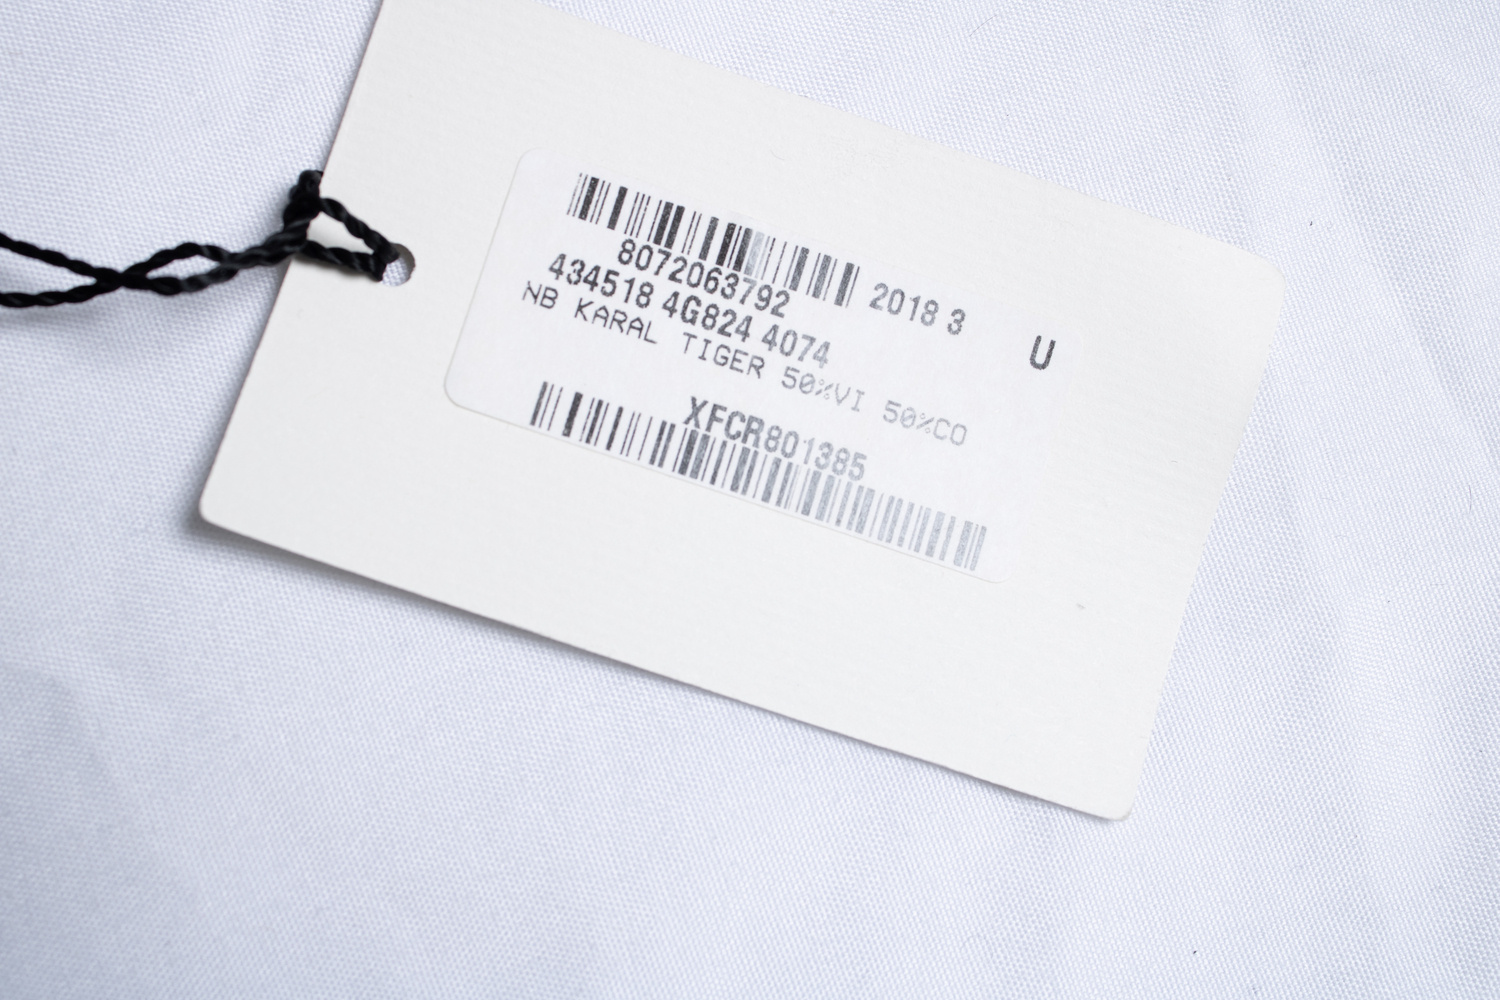 8072063792 2018 3
434518 4G824 4074 U
NB KARAL TIGER 50%VI 50%CO
XFCR801385